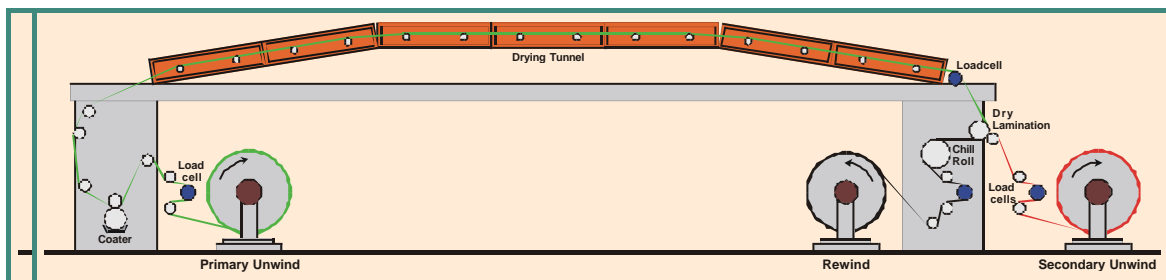 Drying Tunnel
Loadcell
Dry
Lamination
Chill
Roll
Load
cell
Load
cells
Coater
Primary Unwind
Rewind
Secondary Unwind